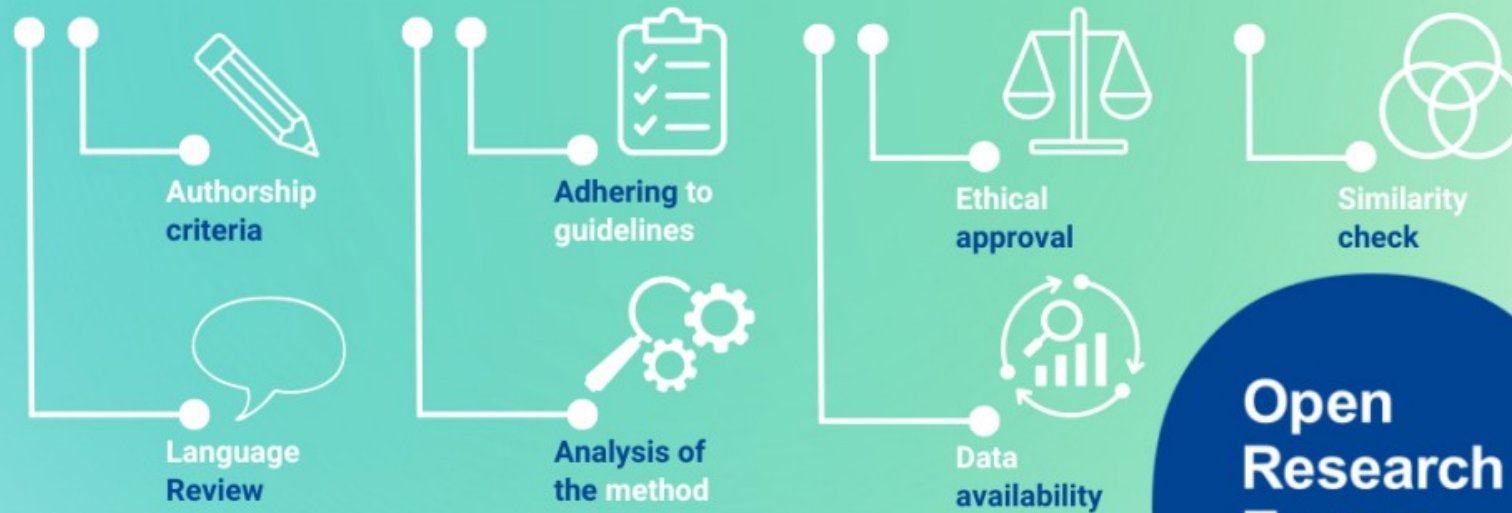 Authorship
criteria
Adhering to
guidelines
Ethical
approval
Similarity
check
Language
Review
Analysis of
the method
Data
availability
Open
Research